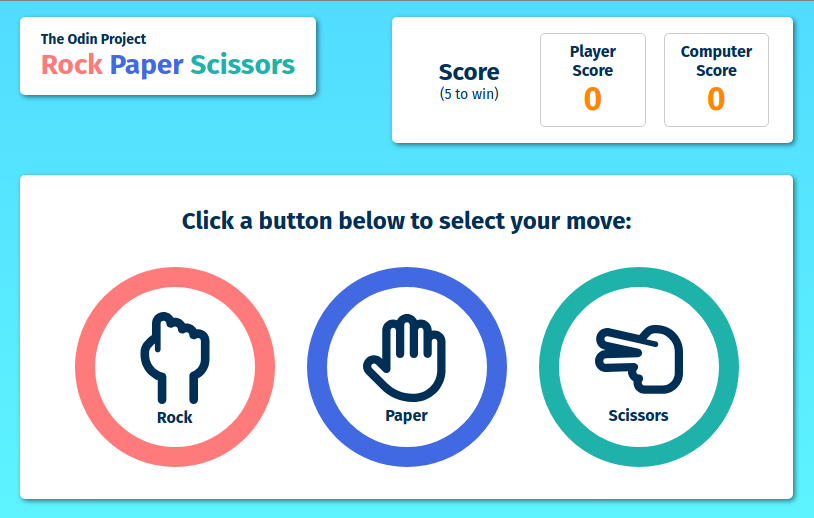 The Odin Project
Rock Paper Scissors
Score
(5 to win)
Player
Score
0
Computer
Score
0
Click a button below to select your move:
Rock
Paper
Scissors